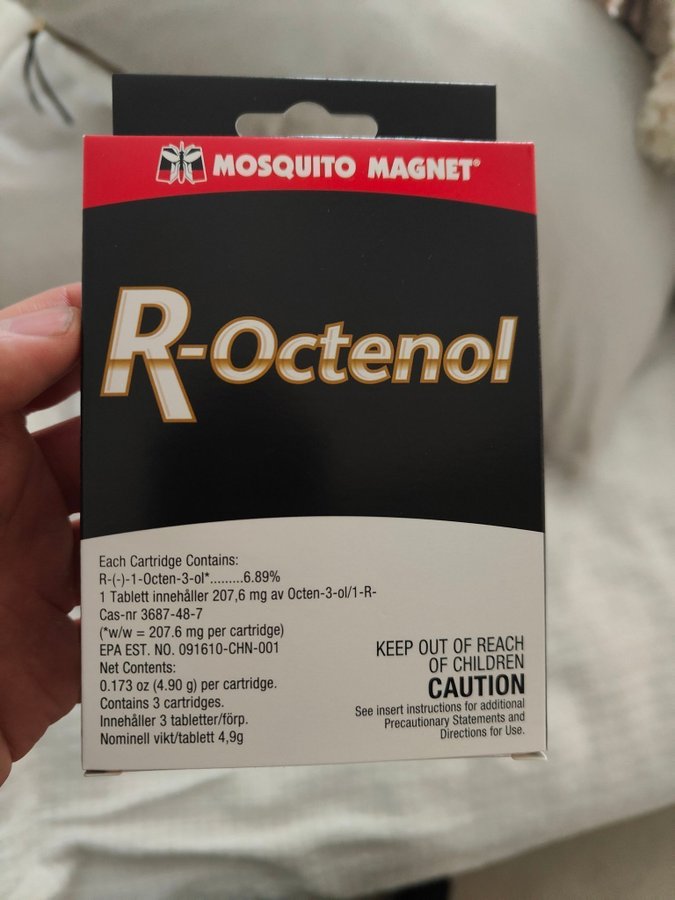 MOSQUITO MAGNET®
R-Octenol
Each Cartridge Contains:
R-(-)-1-Octen-3-ol*.........6.89%
1 Tablett innehåller 207,6 mg av Octen-3-ol/1-R-
Cas-nr 3687-48-7
(*w/w = 207.6 mg per cartridge)
EPA EST. NO. 091610-CHN-001
Net Contents:
0.173 oz (4.90 g) per cartridge.
Contains 3 cartridges.
Innehåller 3 tabletter/förp.
Nominell vikt/tablett 4,9g
KEEP OUT OF REACH
OF CHILDREN
CAUTION
See insert instructions for additional
Precautionary Statements and
Directions for Use.